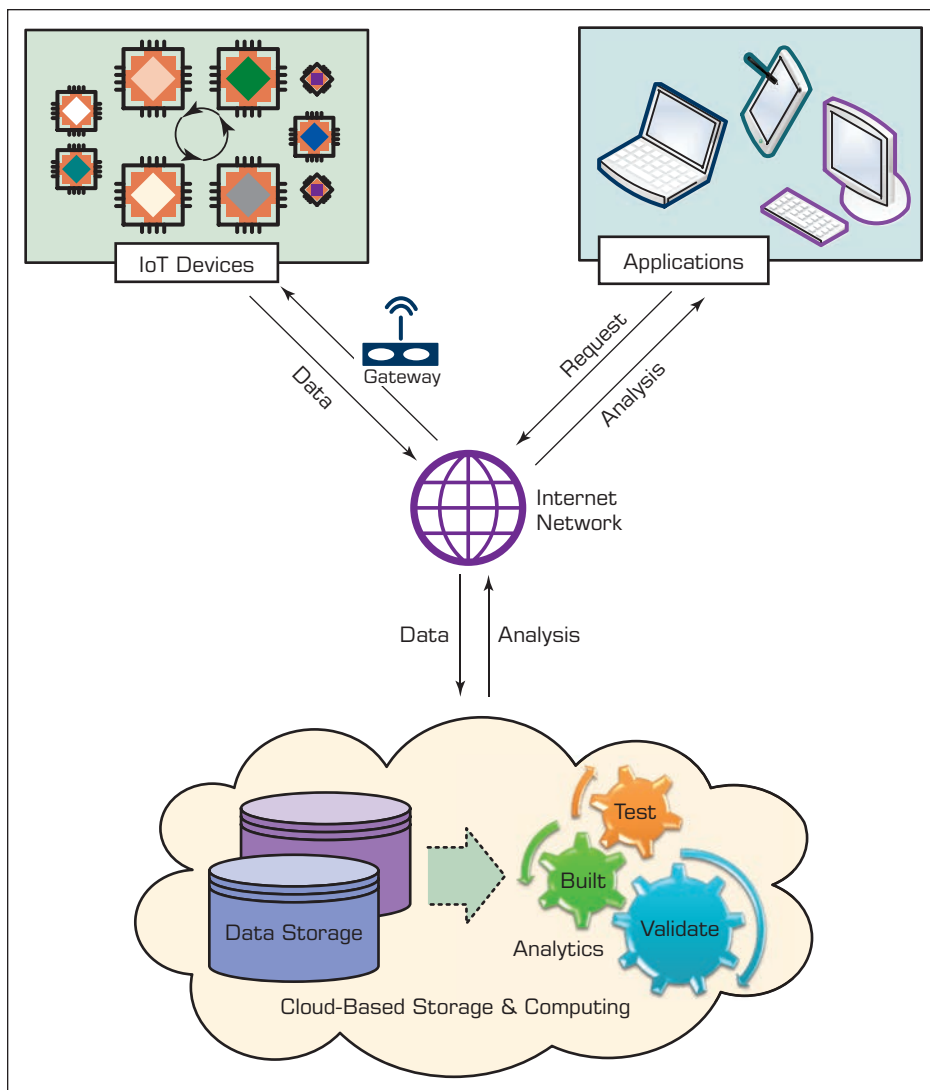 IoT Devices
Applications
Gateway
Data
Request
Analysis
Internet
Network
Data
Analysis
Test
Built
Validate
Data Storage
Analytics
Cloud-Based Storage & Computing